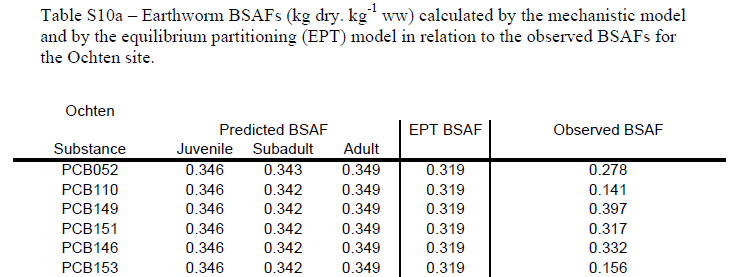 Table S10a – Earthworm BSAFs (kg dry. kg-1 ww) calculated by the mechanistic model
and by the equilibrium partitioning (EPT) model in relation to the observed BSAFs for
the Ochten site.
Ochten
Predicted BSAF EPT BSAF Observed BSAF
Substance Juvenile Subadult Adult
PCB052 0.346 0.343 0.349 0.319 0.278
PCB110 0.346 0.342 0.349 0.319 0.141
PCB149 0.346 0.342 0.349 0.319 0.397
PCB151 0.346 0.342 0.349 0.319 0.317
PCB146 0.346 0.342 0.349 0.319 0.332
PCB153 0.346 0.342 0.349 0.319 0.156